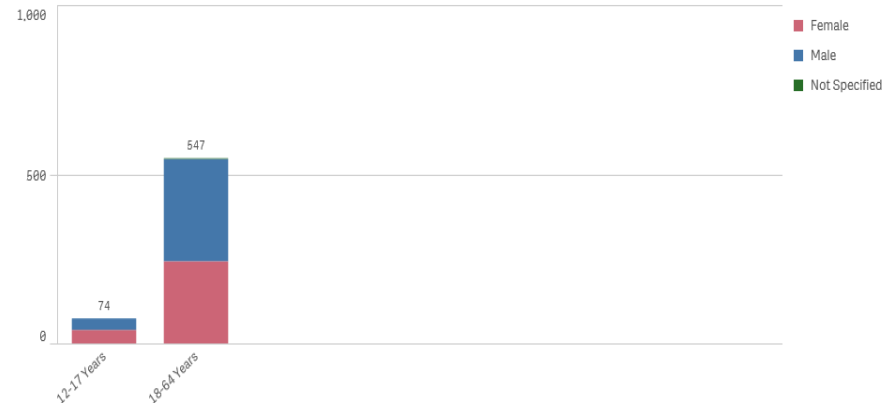 1,000
500
0
547
74
12-17 Years
18-64 Years
Female
Male
Not Specified